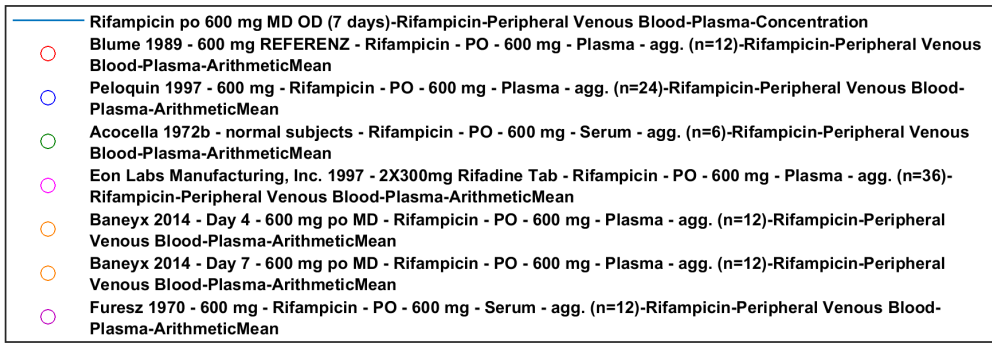 Rifampicin po 600 mg MD OD (7 days)-Rifampicin-Peripheral Venous Blood-Plasma-Concentration
Blume 1989 - 600 mg REFERENZ - Rifampicin - PO - 600 mg - Plasma - agg. (n=12)-Rifampicin-Peripheral Venous
Blood-Plasma-ArithmeticMean
Peloquin 1997 - 600 mg - Rifampicin - PO - 600 mg - Plasma - agg. (n=24)-Rifampicin-Peripheral Venous Blood-
Plasma-ArithmeticMean
Acocella 1972b - normal subjects - Rifampicin - PO - 600 mg - Serum - agg. (n=6)-Rifampicin-Peripheral Venous
Blood-Plasma-ArithmeticMean
Eon Labs Manufacturing, Inc. 1997 - 2X300mg Rifadine Tab - Rifampicin - PO - 600 mg - Plasma - agg. (n=36)-
Rifampicin-Peripheral Venous Blood-Plasma-ArithmeticMean
Baneyx 2014 - Day 4 - 600 mg po MD - Rifampicin - PO - 600 mg - Plasma - agg. (n=12)-Rifampicin-Peripheral
Venous Blood-Plasma-ArithmeticMean
Baneyx 2014 - Day 7 - 600 mg po MD - Rifampicin - PO - 600 mg - Plasma - agg. (n=12)-Rifampicin-Peripheral
Venous Blood-Plasma-ArithmeticMean
Furesz 1970 - 600 mg - Rifampicin - PO - 600 mg - Serum - agg. (n=12)-Rifampicin-Peripheral Venous Blood-
Plasma-ArithmeticMean